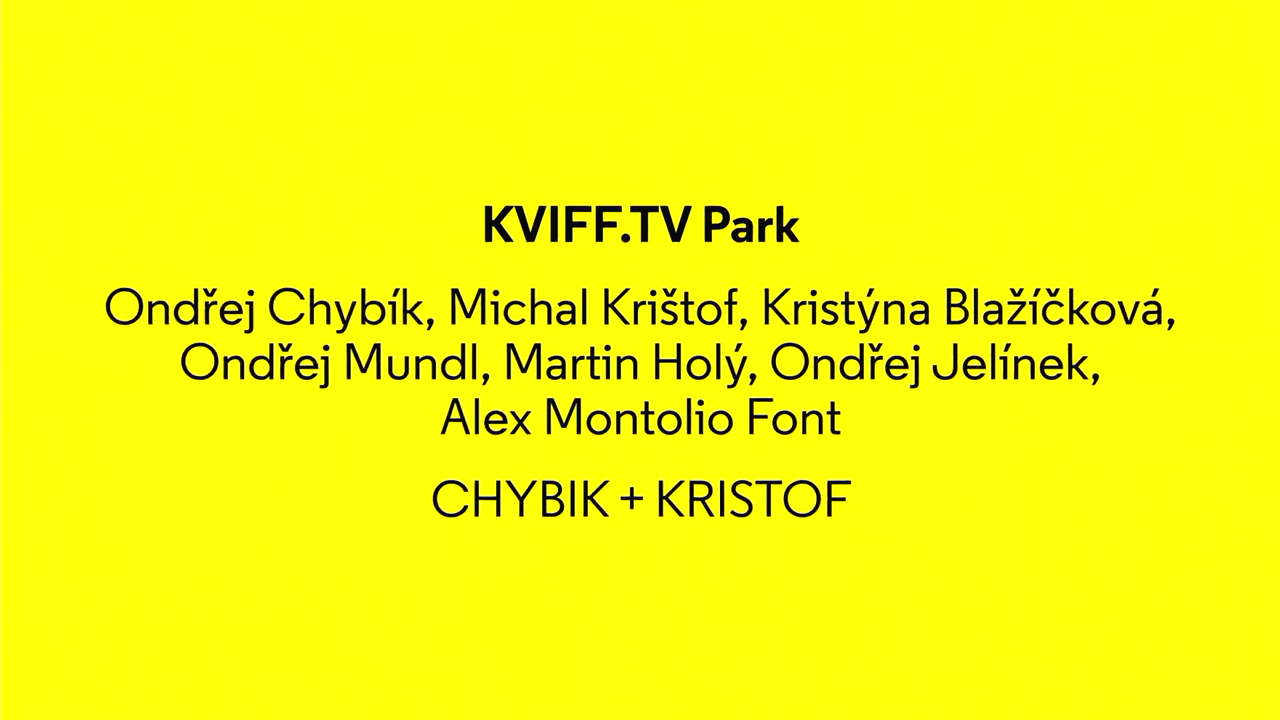 KVIFF.TV Park
Ondřej Chybík, Michal Krištof, Kristýna Blažíčková,
Ondřej Mundl, Martin Holý, Ondřej Jelínek,
Alex Montolio Font
CHYBIK + KRISTOF